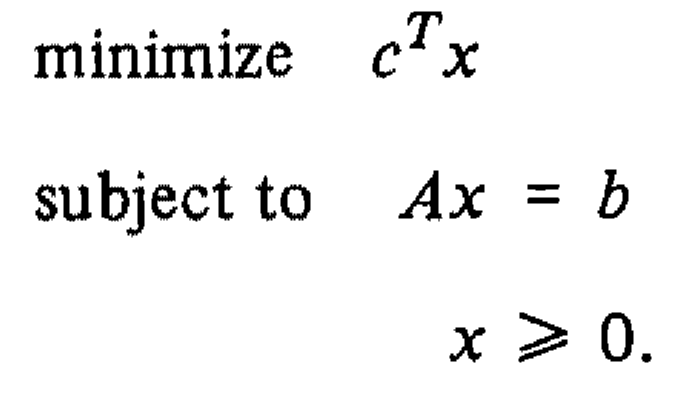 minimize c^T x
subject to Ax = b
x ⩾ 0.